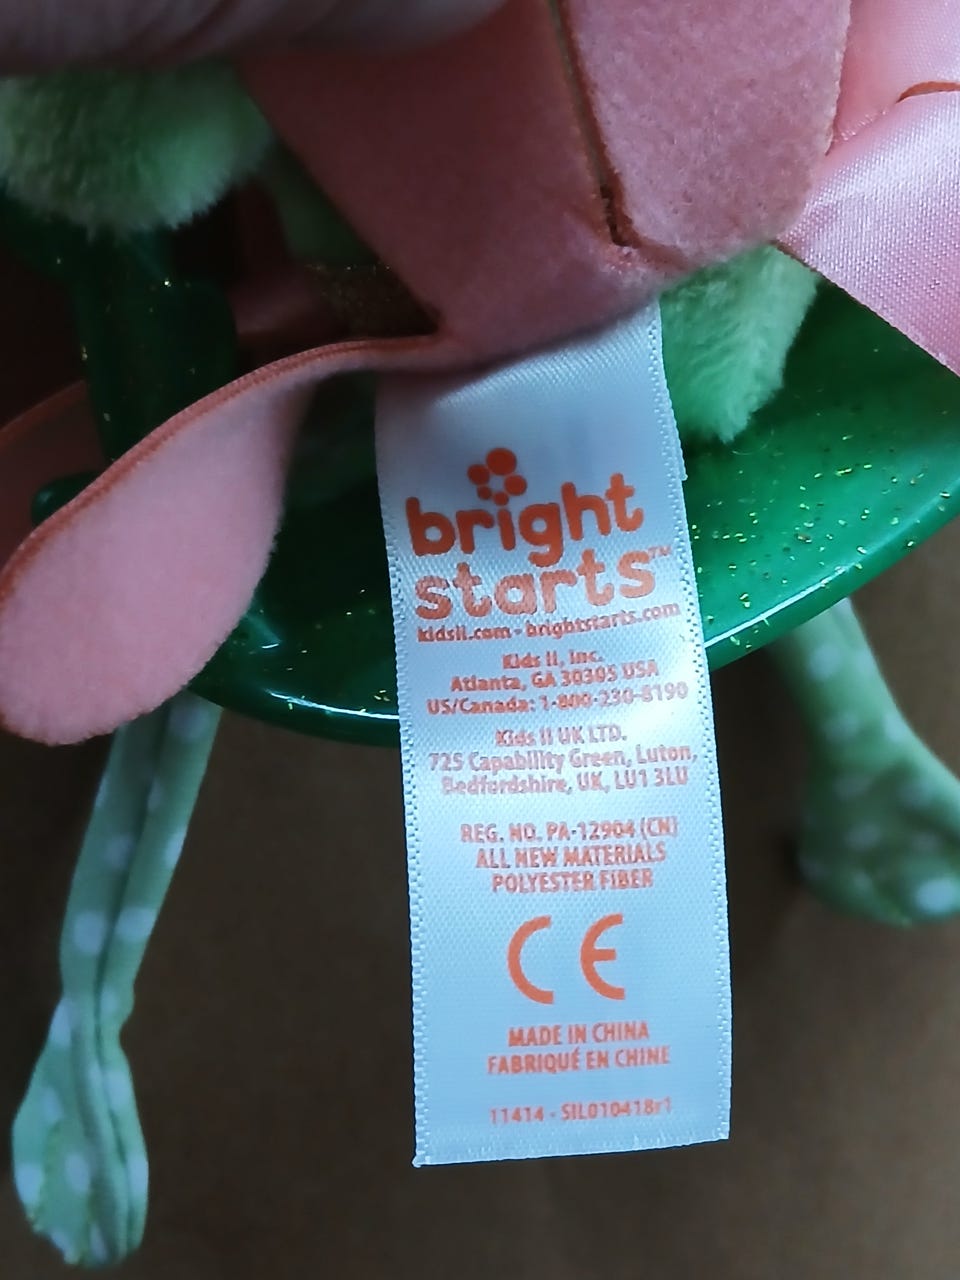 bright
starts™
kidsii.com · brightstarts.com
Kids II, Inc.
Atlanta, GA 30305 USA
US/Canada: 1-800-230-8190
Kids II UK LTD.
725 Capability Green, Luton,
Bedfordshire, UK, LU1 3LU
REG. NO. PA-12904 (CN)
ALL NEW MATERIALS
POLYESTER FIBER
CE
MADE IN CHINA
FABRIQUÉ EN CHINE
11414 - SIL010418r1